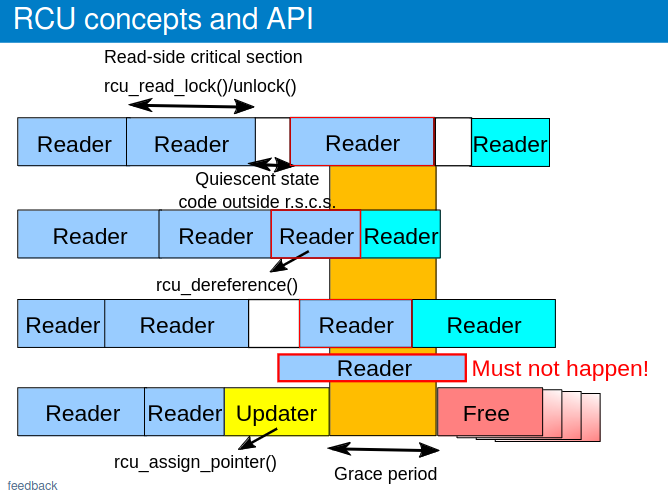 RCU concepts and API
Read-side critical section
rcu_read_lock()/unlock()
Reader Reader Reader Reader
Quiescent state
code outside r.s.c.s.
Reader Reader Reader Reader
rcu_dereference()
Reader Reader Reader Reader
Reader Must not happen!
Reader Reader Updater Free
rcu_assign_pointer()
Grace period
feedback